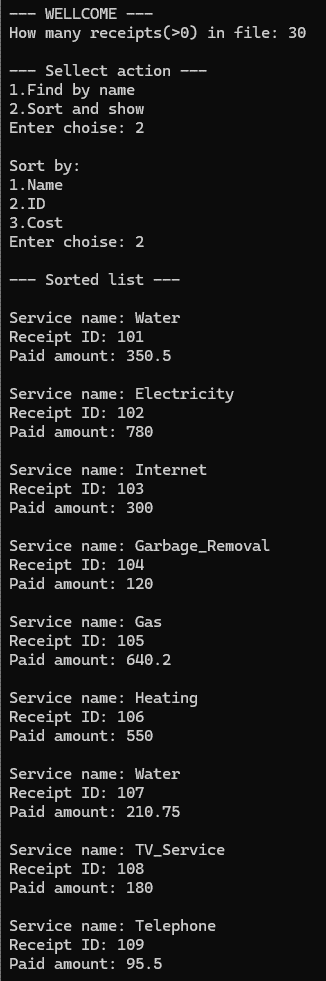 --- WELLCOME ---
How many receipts(>0) in file: 30
--- Sellect action ---
1.Find by name
2.Sort and show
Enter choise: 2
Sort by:
1.Name
2.ID
3.Cost
Enter choise: 2
--- Sorted list ---
Service name: Water
Receipt ID: 101
Paid amount: 350.5
Service name: Electricity
Receipt ID: 102
Paid amount: 780
Service name: Internet
Receipt ID: 103
Paid amount: 300
Service name: Garbage_Removal
Receipt ID: 104
Paid amount: 120
Service name: Gas
Receipt ID: 105
Paid amount: 640.2
Service name: Heating
Receipt ID: 106
Paid amount: 550
Service name: Water
Receipt ID: 107
Paid amount: 210.75
Service name: TV_Service
Receipt ID: 108
Paid amount: 180
Service name: Telephone
Receipt ID: 109
Paid amount: 95.5